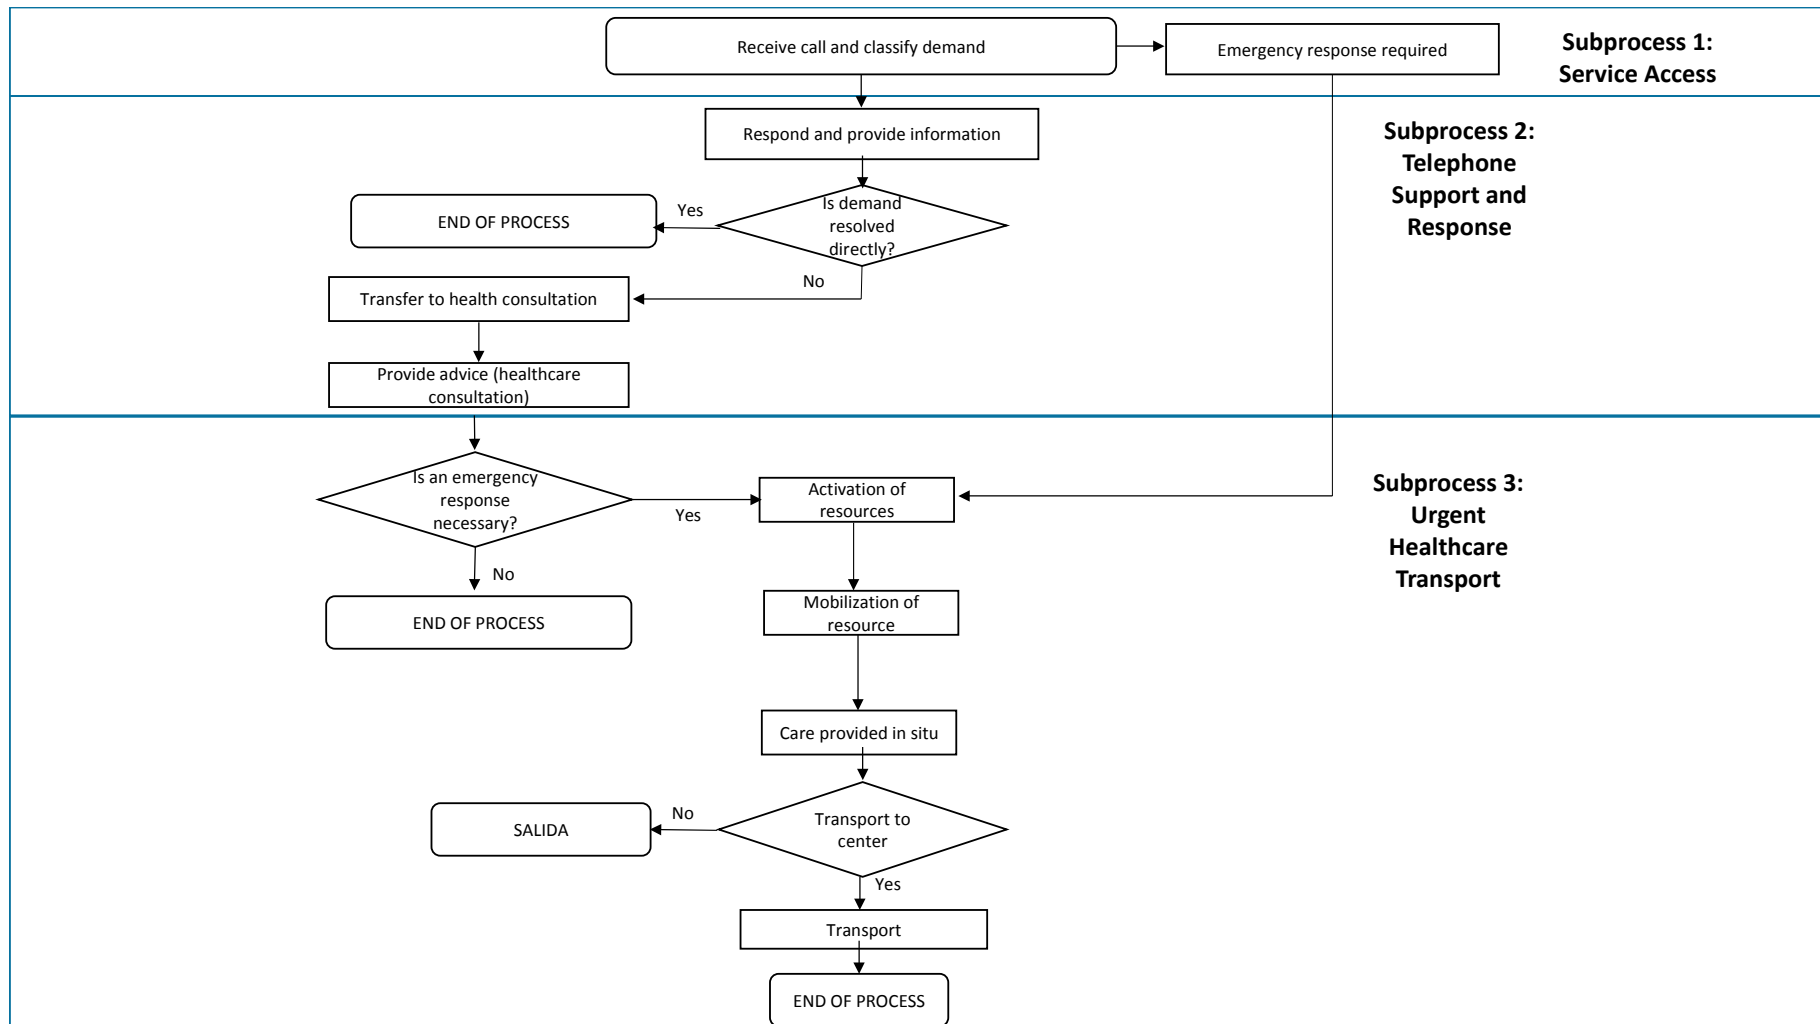 Receive call and classify demand
Emergency response required
Subprocess 1:
Service Access
Respond and provide information
Subprocess 2:
Telephone
Support and
Response
Is demand
resolved
directly?
Yes
END OF PROCESS
No
Transfer to health consultation
Provide advice (healthcare
consultation)
Is an emergency
response
necessary?
Yes
Activation of
resources
Subprocess 3:
Urgent
Healthcare
Transport
No
END OF PROCESS
Mobilization of
resource
Care provided in situ
Transport to
center
No
SALIDA
Yes
Transport
END OF PROCESS